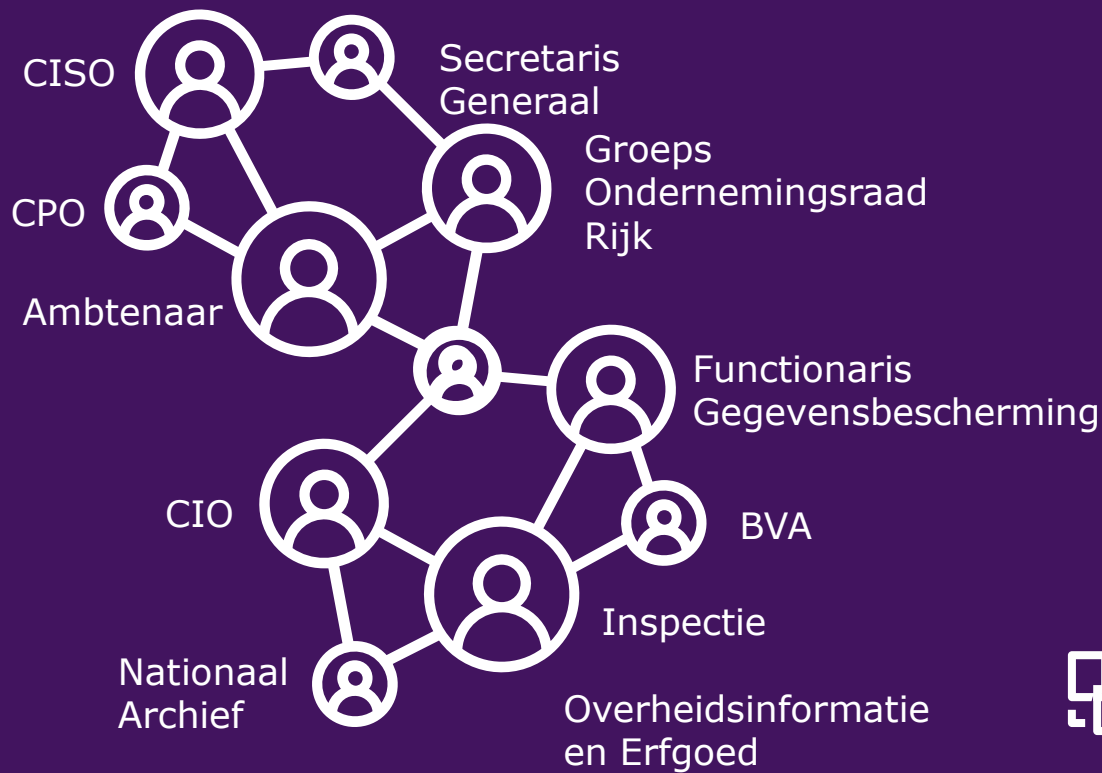 CISO
Secretaris
Generaal
Groeps
Ondernemingsraad
Rijk
CPO
Ambtenaar
Functionaris
Gegevensbescherming
CIO
BVA
Inspectie
Nationaal
Archief
Overheidsinformatie
en Erfgoed